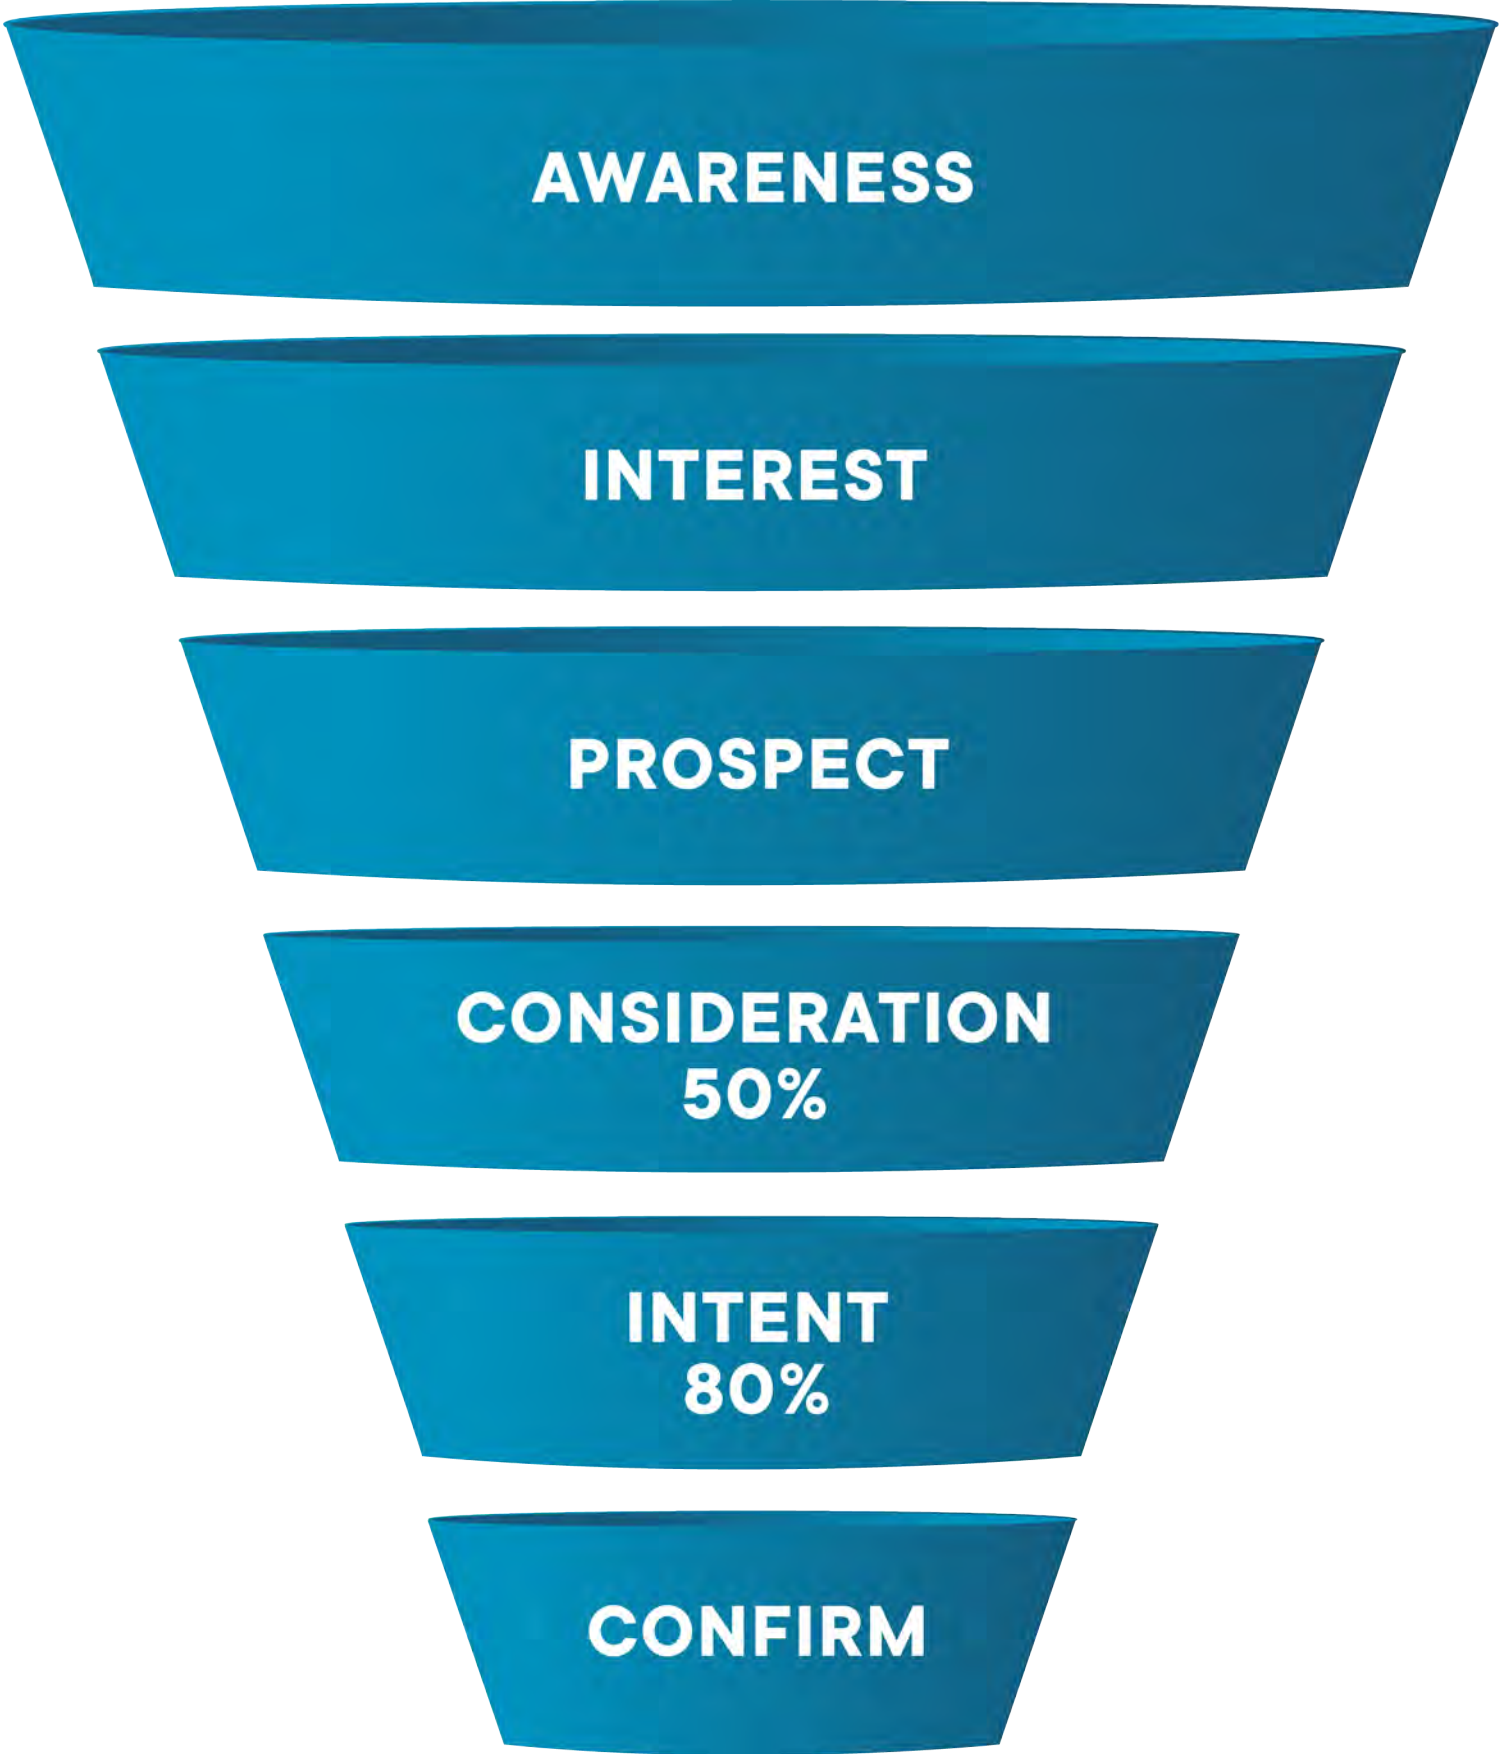 AWARENESS
INTEREST
PROSPECT
CONSIDERATION
50%
INTENT
80%
CONFIRM